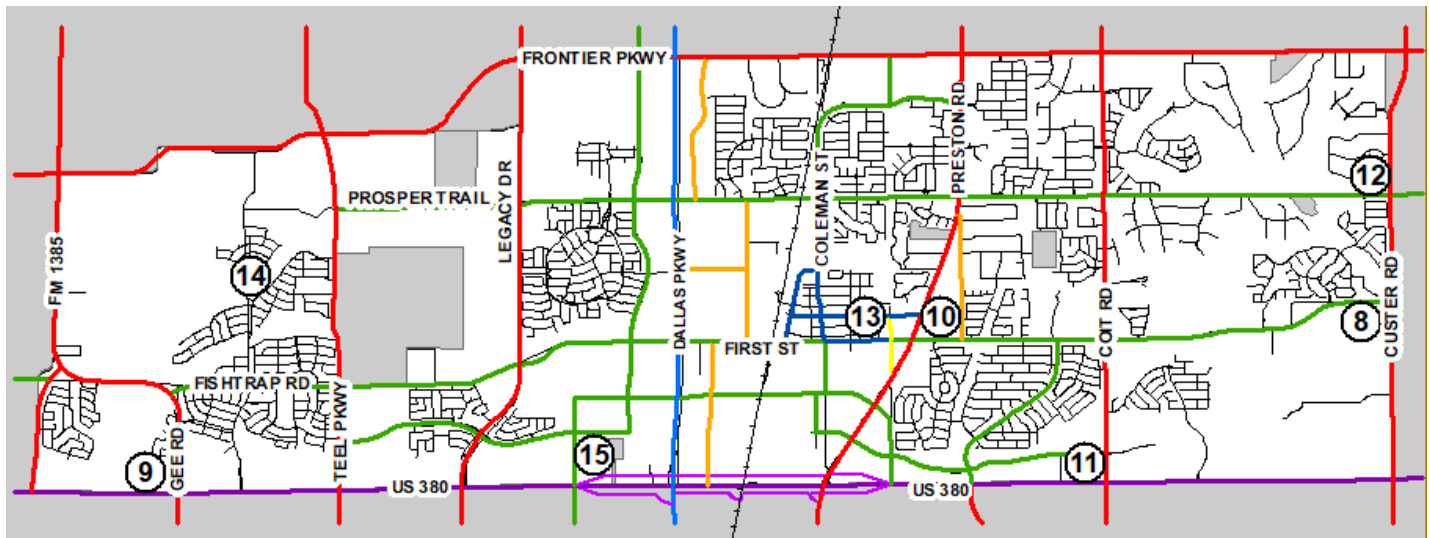 FRONTIER PKWY
PRESTON RD
12
PROSPER TRAIL
LEGACY DR
COLEMAN ST
FM 1385
14
DALLAS PKWY
CUSTER RD
COIT RD
13
10
8
FIRST ST
FISHTRAP RD
TEEL PKWY
GEE RD
9
15
11
US 380
US 380